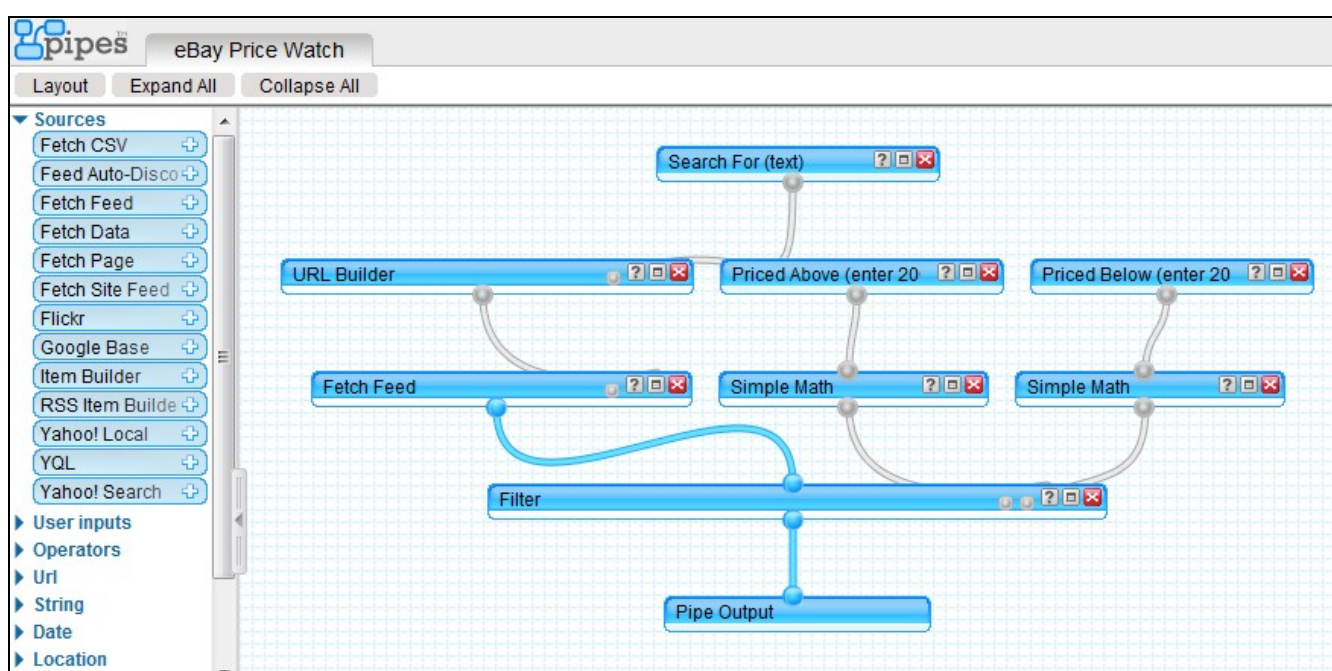 pipes
eBay Price Watch
Layout Expand All Collapse All
Sources
Fetch CSV
Feed Auto-Disco
Fetch Feed
Fetch Data
Fetch Page
Fetch Site Feed
Flickr
Google Base
Item Builder
RSS Item Builde
Yahoo! Local
YQL
Yahoo! Search
User inputs
Operators
Url
String
Date
Location
Search For (text)
URL Builder
Priced Above (enter 20
Priced Below (enter 20
Fetch Feed
Simple Math
Simple Math
Filter
Pipe Output